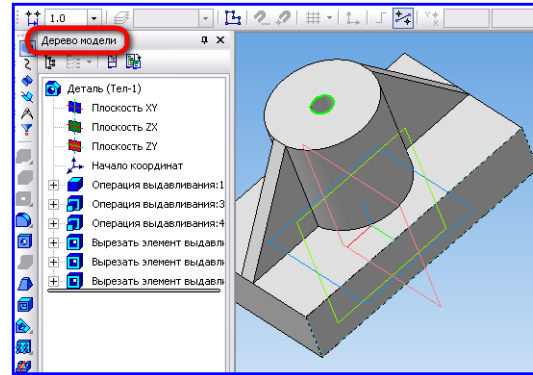 1.0
Дерево модели
Деталь (Тел-1)
Плоскость XY
Плоскость ZX
Плоскость ZY
Начало координат
Операция выдавливания:1
Операция выдавливания:3
Операция выдавливания:4
Вырезать элемент выдавли
Вырезать элемент выдавли
Вырезать элемент выдавли